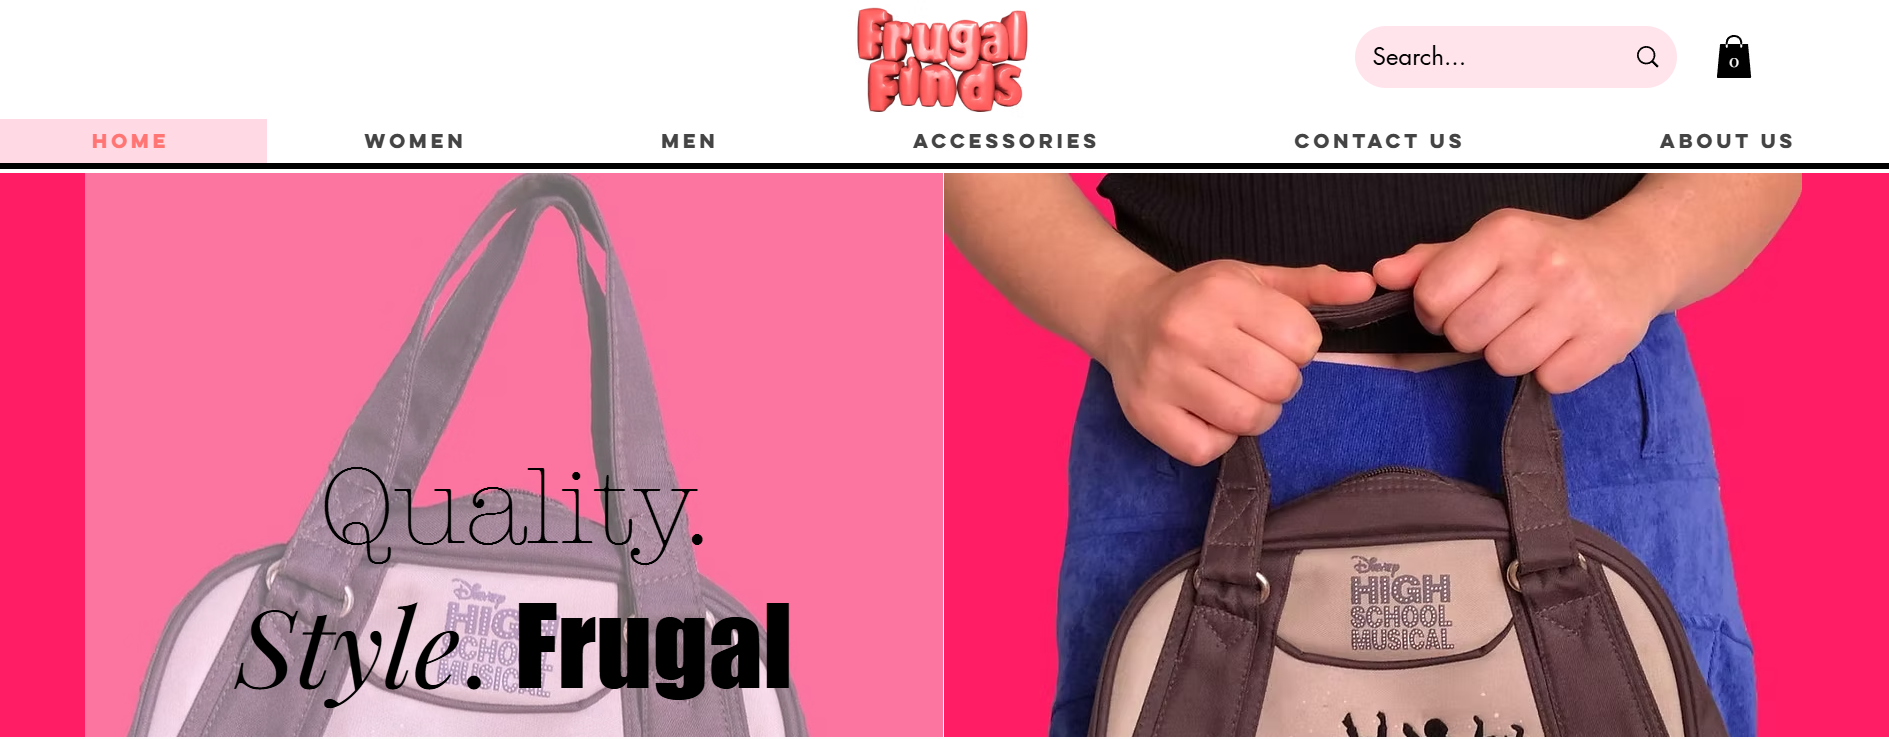 Frugal
Finds
Search...
0
HOME WOMEN MEN ACCESSORIES CONTACT US ABOUT US
Quality.
Style. Frugal
Disney
HIGH
SCHOOL
MUSICAL
Disney
HIGH
SCHOOL
MUSICAL